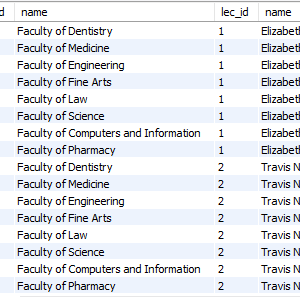 d name lec_id name
Faculty of Dentistry 1 Elizabeth
Faculty of Medicine 1 Elizabeth
Faculty of Engineering 1 Elizabeth
Faculty of Fine Arts 1 Elizabeth
Faculty of Law 1 Elizabeth
Faculty of Science 1 Elizabeth
Faculty of Computers and Information 1 Elizabeth
Faculty of Pharmacy 1 Elizabeth
Faculty of Dentistry 2 Travis N
Faculty of Medicine 2 Travis N
Faculty of Engineering 2 Travis N
Faculty of Fine Arts 2 Travis N
Faculty of Law 2 Travis N
Faculty of Science 2 Travis N
Faculty of Computers and Information 2 Travis N
Faculty of Pharmacy 2 Travis N